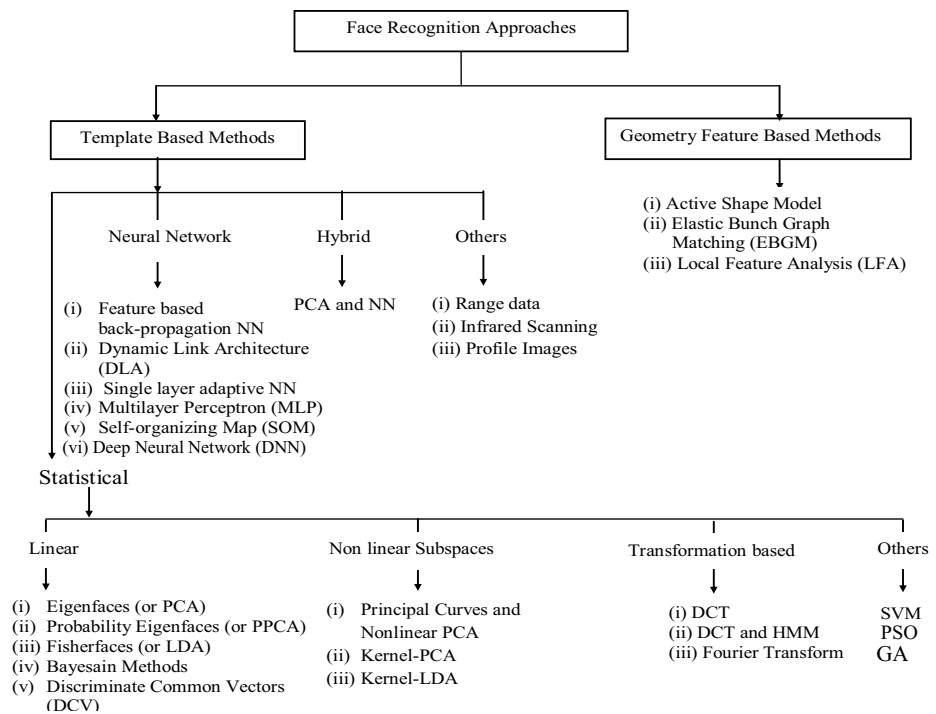 Face Recognition Approaches
Template Based Methods
Geometry Feature Based Methods
(i) Active Shape Model
(ii) Elastic Bunch Graph
Matching (EBGM)
(iii) Local Feature Analysis (LFA)
Neural Network
Hybrid
Others
(i) Feature based
back-propagation NN
(ii) Dynamic Link Architecture
(DLA)
(iii) Single layer adaptive NN
(iv) Multilayer Perceptron (MLP)
(v) Self-organizing Map (SOM)
(vi) Deep Neural Network (DNN)
PCA and NN
(i) Range data
(ii) Infrared Scanning
(iii) Profile Images
Statistical
Linear
Non linear Subspaces
Transformation based
Others
(i) Eigenfaces (or PCA)
(ii) Probability Eigenfaces (or PPCA)
(iii) Fisherfaces (or LDA)
(iv) Bayesain Methods
(v) Discriminate Common Vectors
(DCV)
(i) Principal Curves and
Nonlinear PCA
(ii) Kernel-PCA
(iii) Kernel-LDA
(i) DCT
(ii) DCT and HMM
(iii) Fourier Transform
SVM
PSO
GA